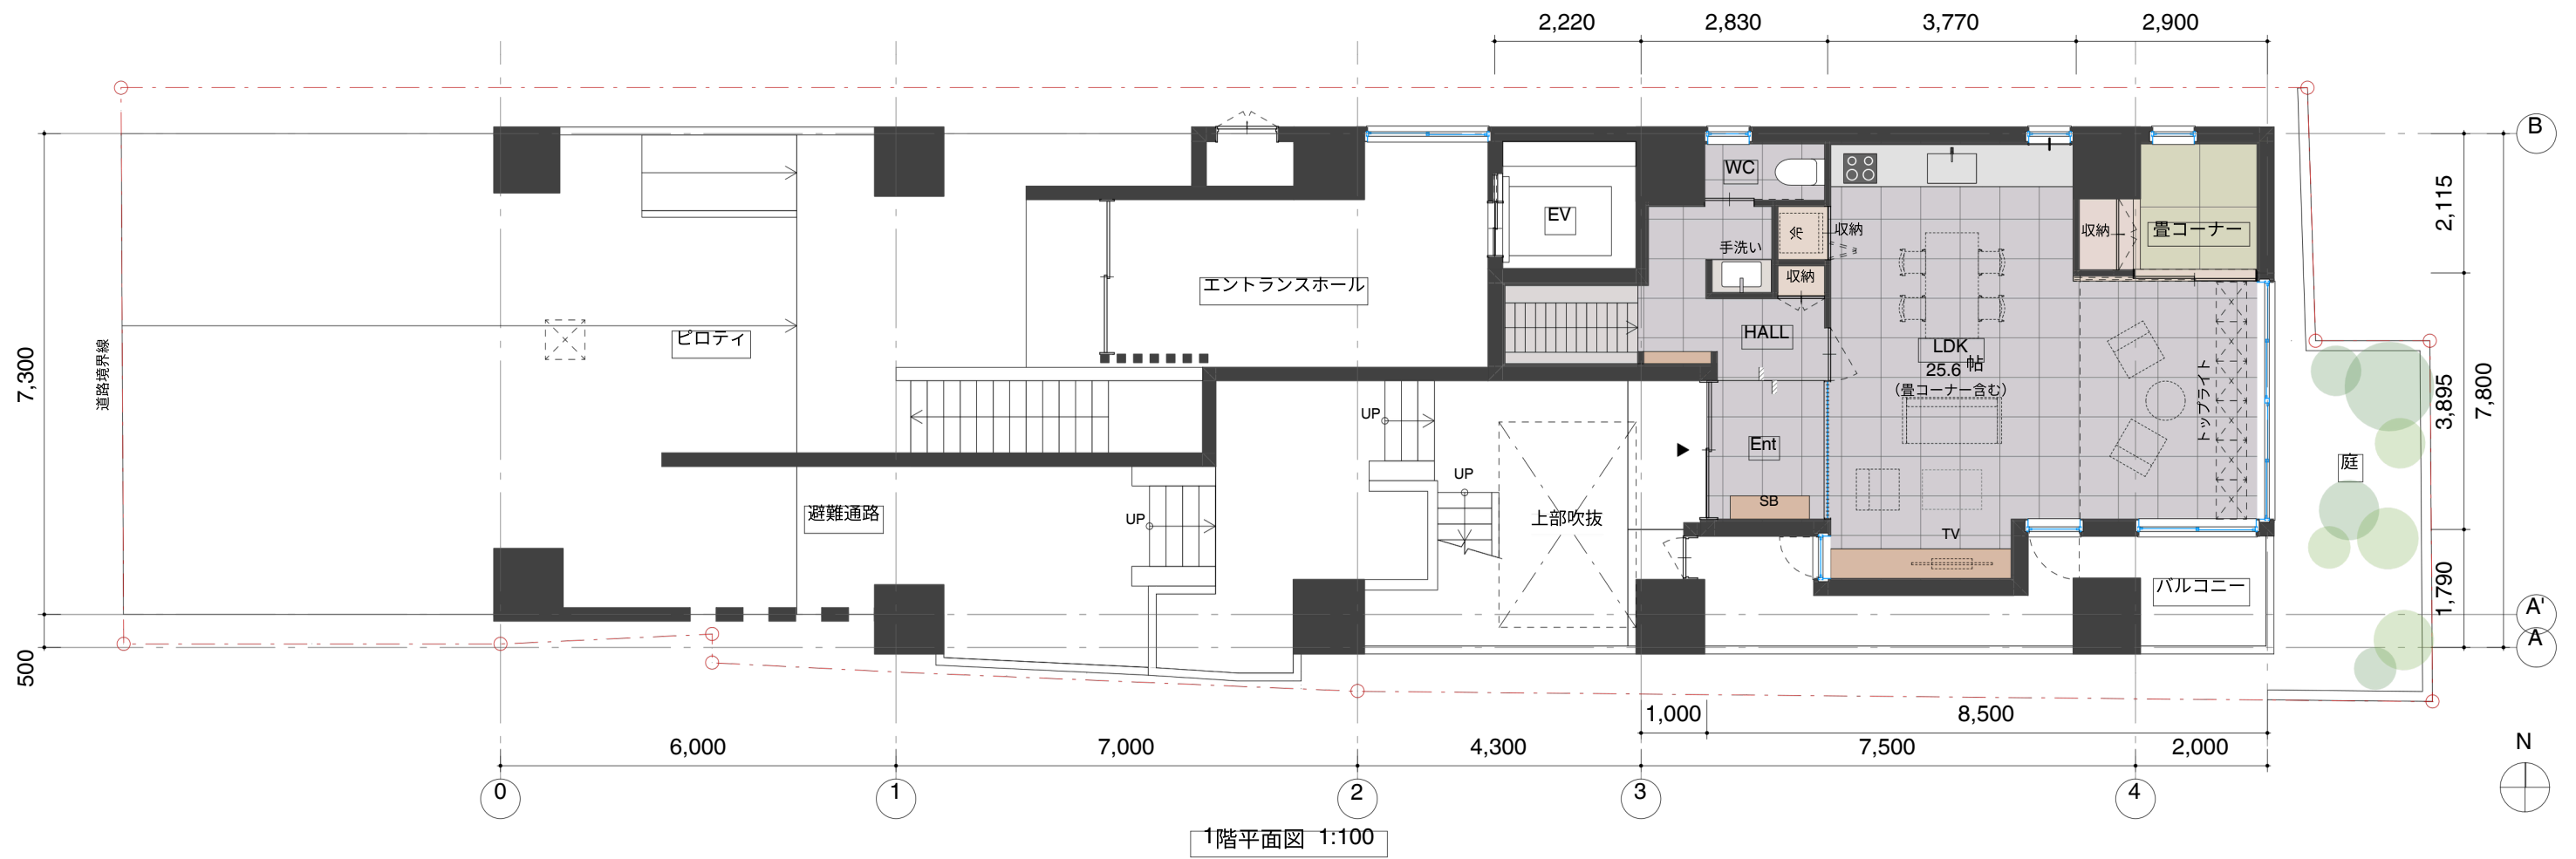 2,220
2,830
3,770
2,900
B
WC
EV
手洗い
収納
収納
収納
畳コーナー
2,115
エントランスホール
ピロティ
HALL
LDK
25.6 帖
（畳コーナー含む）
トップライト
道路境界線
7,300
3,895
7,800
UP
Ent
UP
庭
SB
避難通路
UP
上部吹抜
TV
バルコニー
1,790
A'
A
500
1,000
8,500
6,000
7,000
4,300
7,500
2,000
N
0
1
2
3
4
1階平面図 1:100